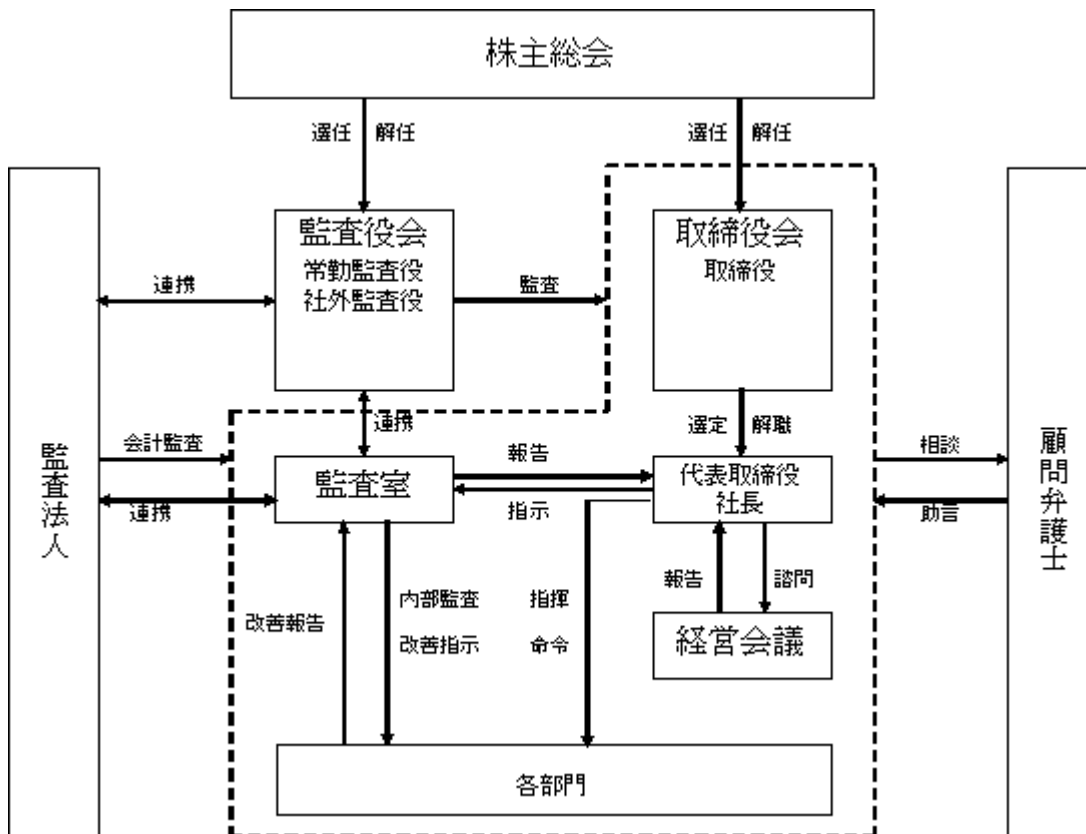 株主総会
選任 解任
選任 解任
監査役会
常勤監査役
社外監査役
取締役会
取締役
連携
監査
連携
選定 解職
監査法人
会計監査
連携
監査室
報告
指示
代表取締役
社長
相談
助言
顧問弁護士
改善報告
内部監査
改善指示
指揮
命令
報告
諮問
経営会議
各部門